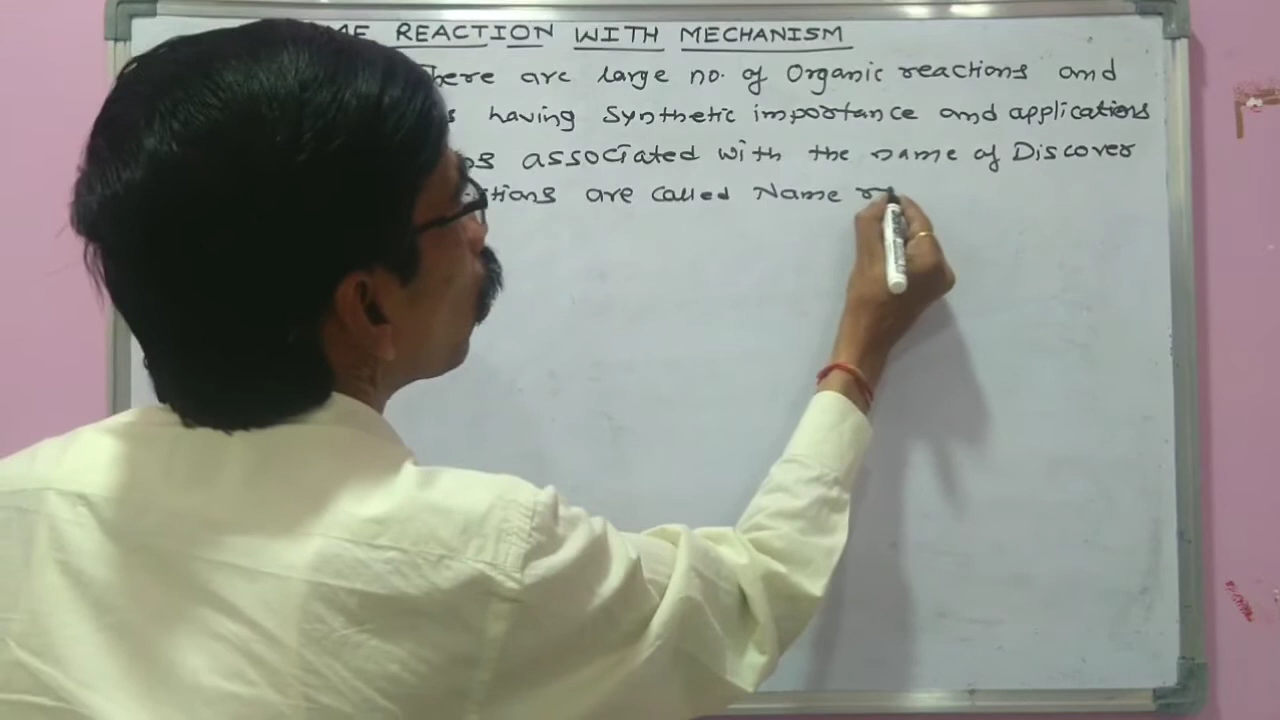 REACTION WITH MECHANISM
here are large no. of Organic reactions and
having Synthetic importance and applications
associated with the name of Discover
tions are called Name r